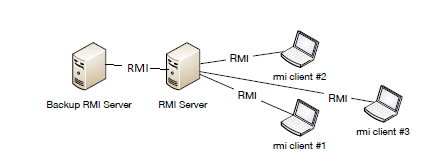 RMI
RMI
RMI
RMI
rmi client #2
Backup RMI Server
RMI Server
rmi client #3
rmi client #1